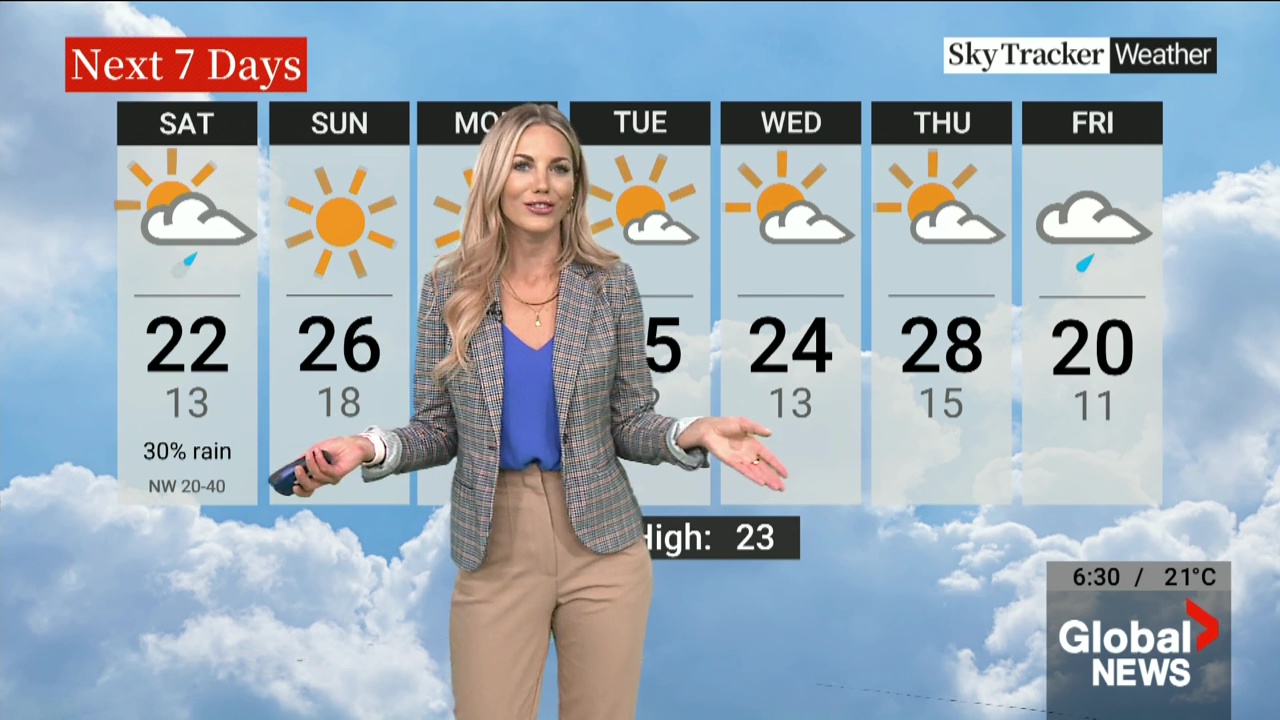 Next 7 Days
SkyTracker Weather
SAT
SUN
TUE
WED
THU
FRI
22
26
5
24
28
20
13
18
13
15
11
30% rain
NW 20-40
High: 23
6:30 / 21°C
Global
NEWS